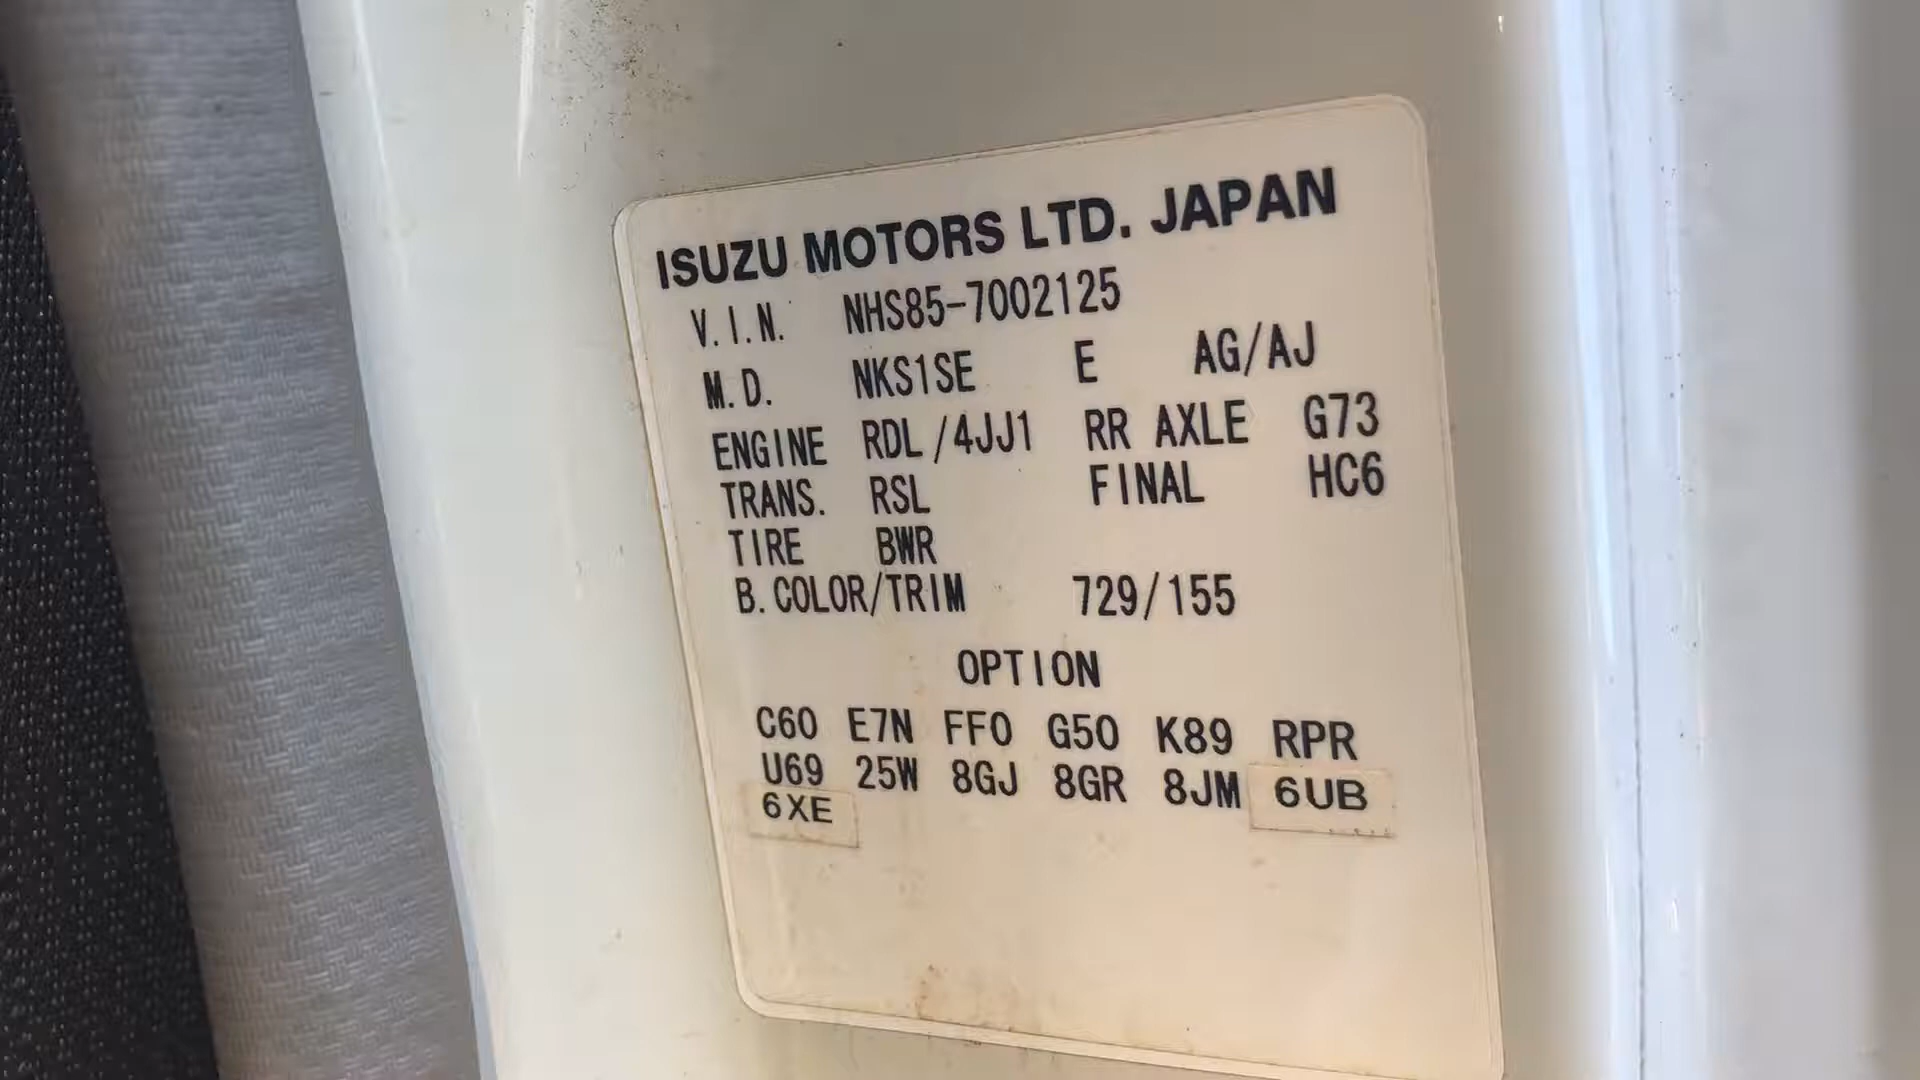 ISUZU MOTORS LTD. JAPAN
V.I.N. NHS85-7002125
M.D. NKS1SE E AG/AJ
ENGINE RDL/4JJ1 RR AXLE G73
TRANS. RSL FINAL HC6
TIRE BWR
B.COLOR/TRIM 729/155
OPTION
C60 E7N FF0 G50 K89 RPR
U69 25W 8GJ 8GR 8JM 6UB
6XE